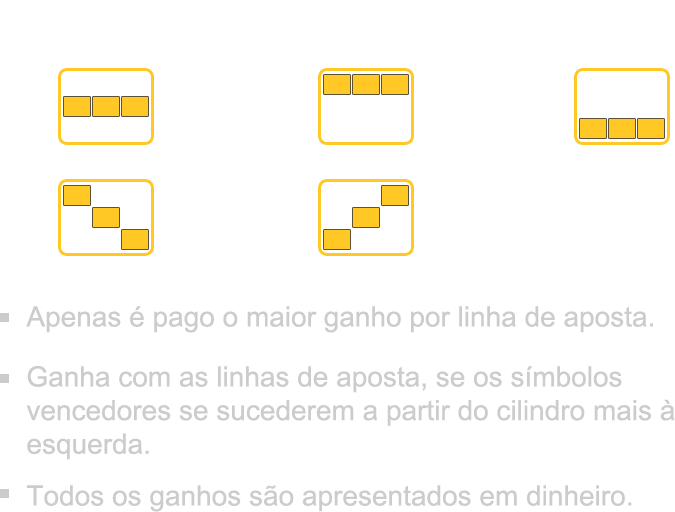 Apenas é pago o maior ganho por linha de aposta.
Ganha com as linhas de aposta, se os símbolos
vencedores se sucederem a partir do cilindro mais à
esquerda.
Todos os ganhos são apresentados em dinheiro.